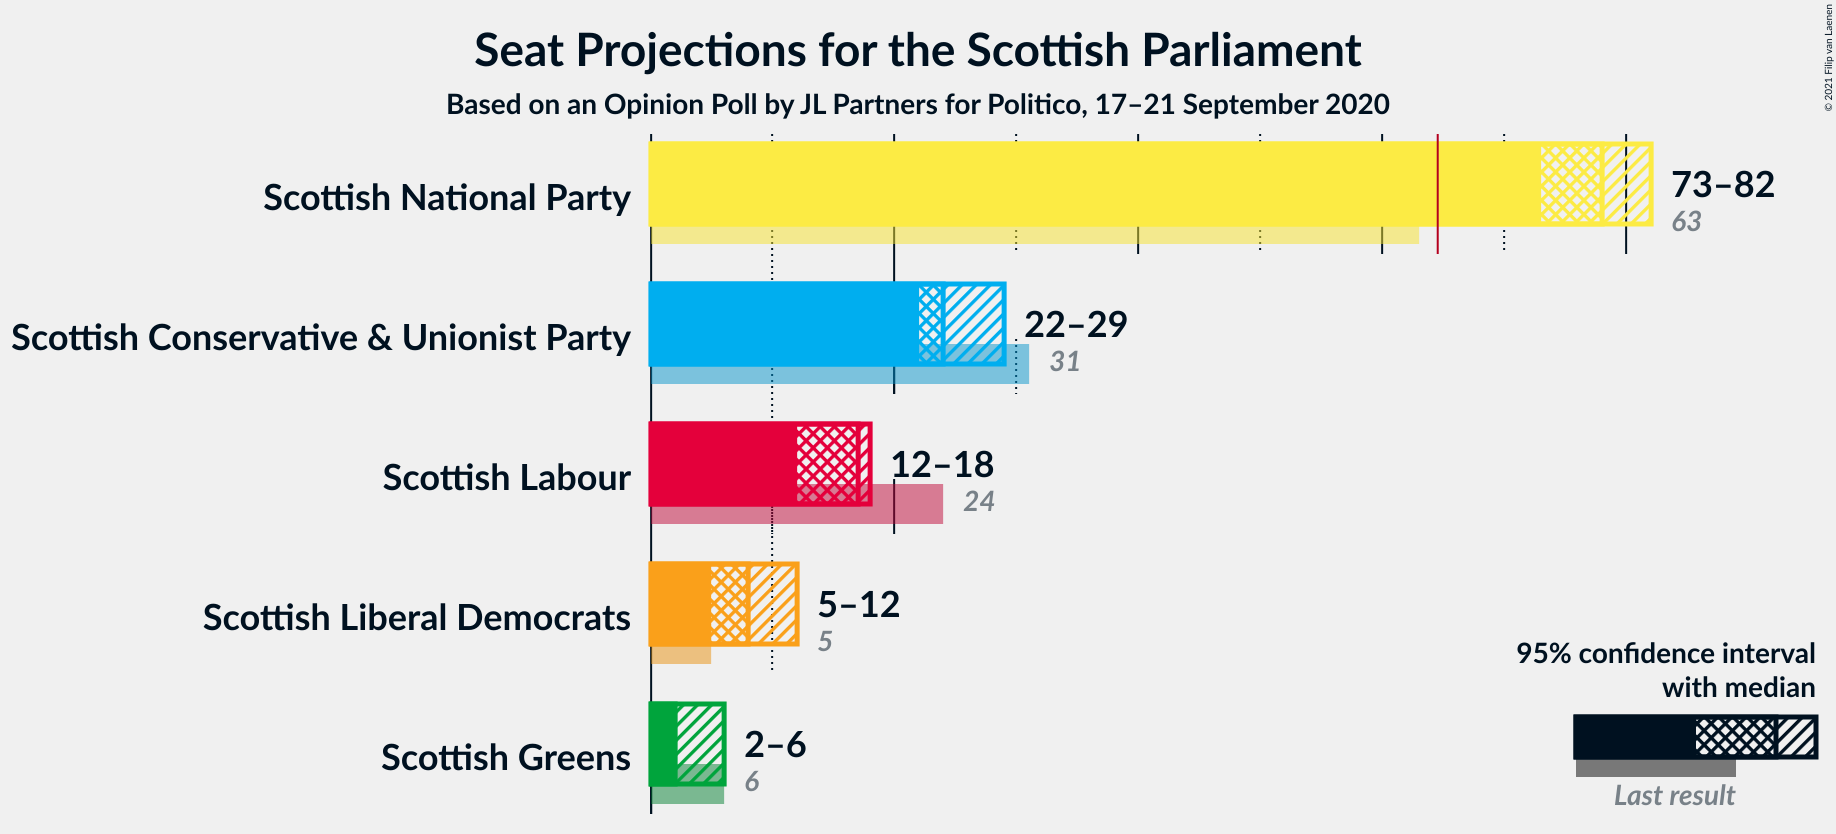 Seat Projections for the Scottish Parliament
Based on an Opinion Poll by JL Partners for Politico, 17–21 September 2020
© 2021 Filip van Laenen
Scottish National Party
73–82
63
Scottish Conservative & Unionist Party
22–29
31
Scottish Labour
12–18
24
Scottish Liberal Democrats
5–12
5
Scottish Greens
2–6
6
95% confidence interval
with median
Last result